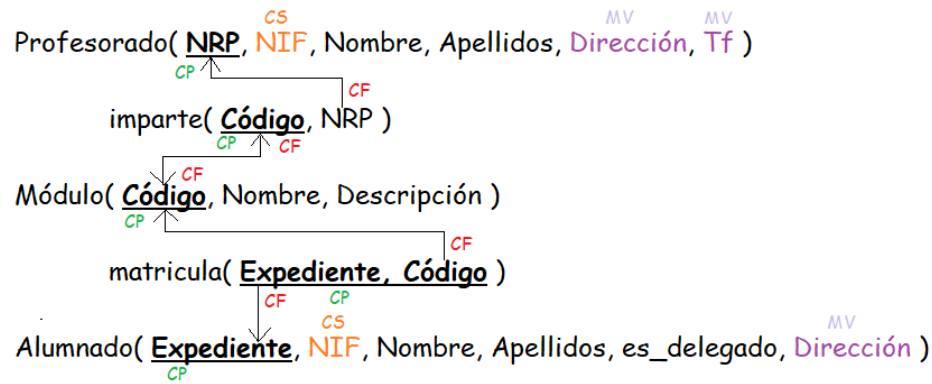 CS MV MV
Profesorado( NRP, NIF, Nombre, Apellidos, Dirección, Tf )
CP CF
imparte( Código, NRP )
CP CF
CF
Módulo( Código, Nombre, Descripción )
CP CF
matricula( Expediente, Código )
CF CP
CS MV
Alumnado( Expediente, NIF, Nombre, Apellidos, es_delegado, Dirección )
CP